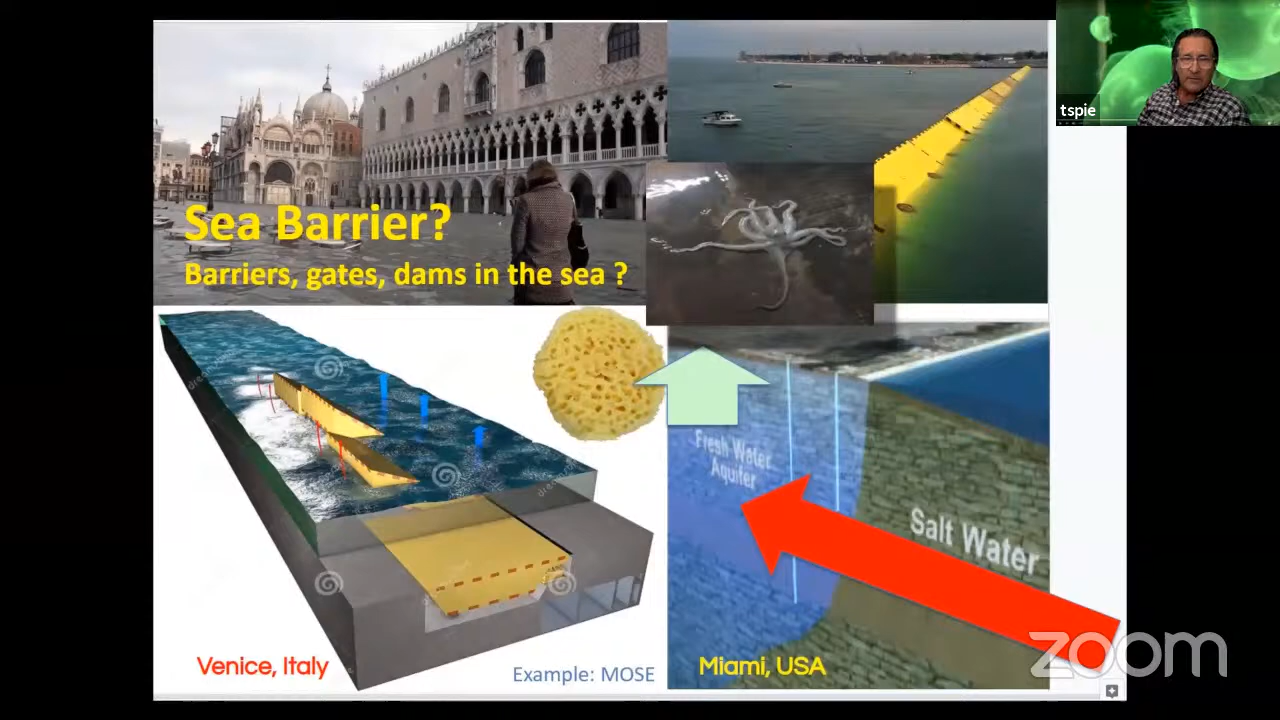 tspie
Sea Barrier?
Barriers, gates, dams in the sea ?
Fresh Water
Aquifer
Salt Water
Venice, Italy
Example: MOSE
Miami, USA
zoom